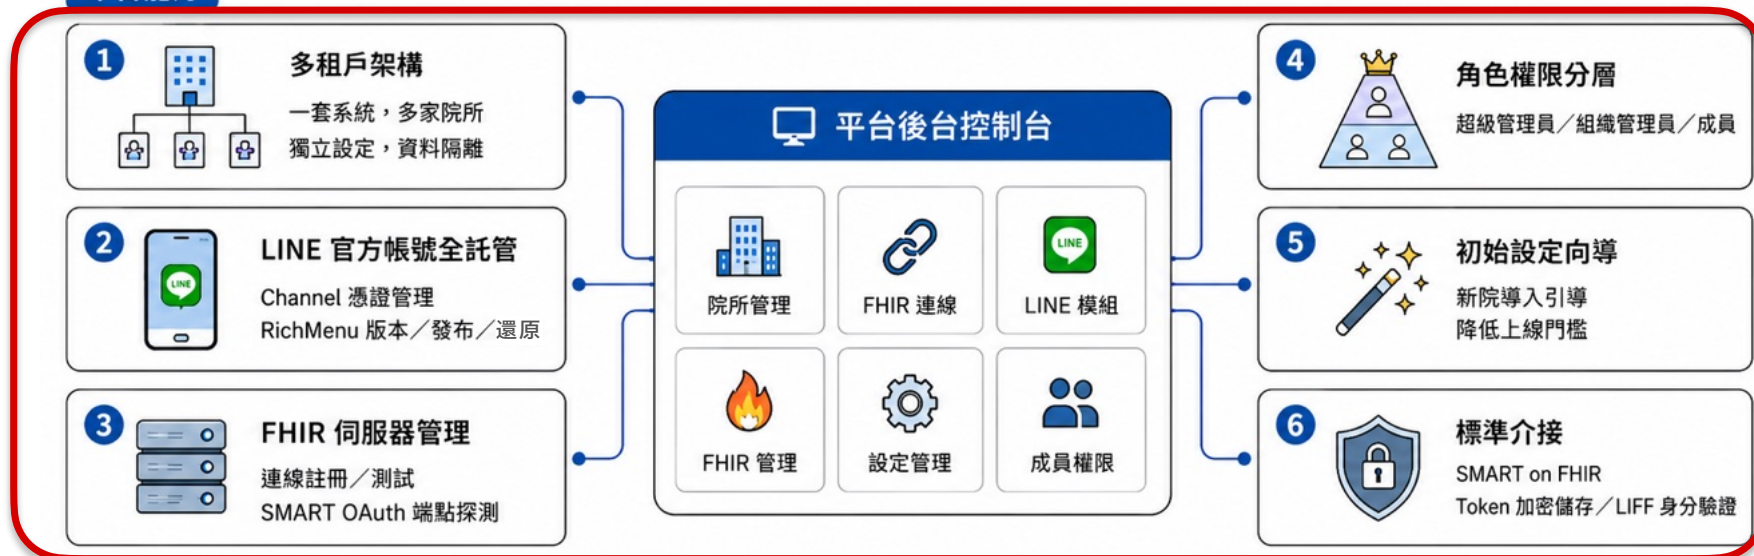 1
多租戶架構
一套系統，多家院所
獨立設定，資料隔離
2
LINE
LINE 官方帳號全託管
Channel 憑證管理
RichMenu 版本／發布／還原
3
FHIR 伺服器管理
連線註冊／測試
SMART OAuth 端點探測
平台後台控制台
院所管理
FHIR 連線
LINE
LINE 模組
FHIR 管理
設定管理
成員權限
4
角色權限分層
超級管理員／組織管理員／成員
5
初始設定向導
新院導入引導
降低上線門檻
6
標準介接
SMART on FHIR
Token 加密儲存／LIFF 身分驗證